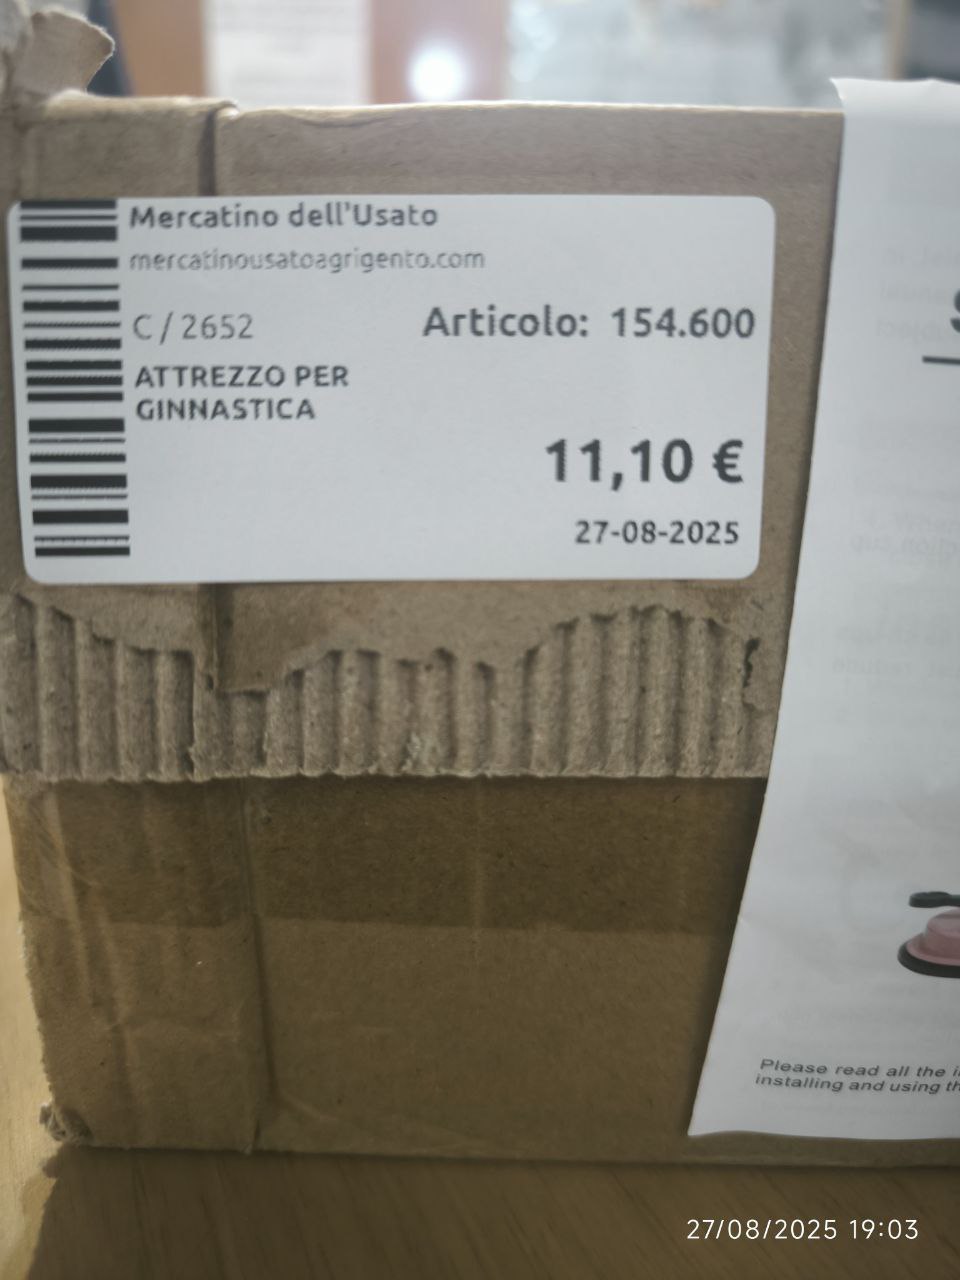 Mercatino dell'Usato
mercatinousatoagrigento.com
C / 2652
Articolo: 154.600
ATTREZZO PER
GINNASTICA
11,10 €
27-08-2025
Please read all the
installing and using
27/08/2025 19:03